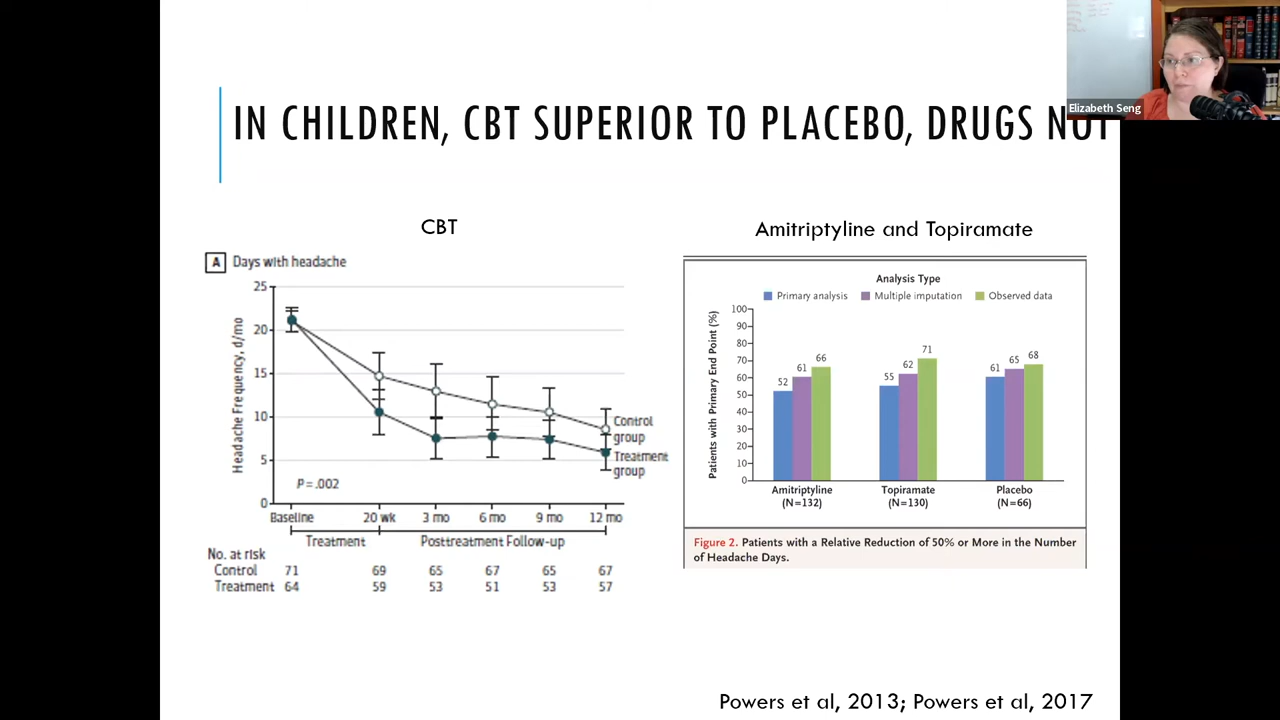 Elizabeth Seng
IN CHILDREN, CBT SUPERIOR TO PLACEBO, DRUGS NOT
CBT
A Days with headache
Headache Frequency, d/mo
25
20
15
10
5
0
Control
group
Treatment
group
P = .002
Baseline 20 wk 3 mo 6 mo 9 mo 12 mo
Treatment Posttreatment Follow-up
No. at risk
Control 71 69 65 67 65 67
Treatment 64 59 53 51 53 57
Amitriptyline and Topiramate
Analysis Type
Primary analysis Multiple imputation Observed data
Patients with Primary End Point (%)
100
90
80
70
60
50
40
30
20
10
0
52 61 66
55 62 71
61 65 68
Amitriptyline Topiramate Placebo
(N=132) (N=130) (N=66)
Figure 2. Patients with a Relative Reduction of 50% or More in the Number
of Headache Days.
Powers et al, 2013; Powers et al, 2017